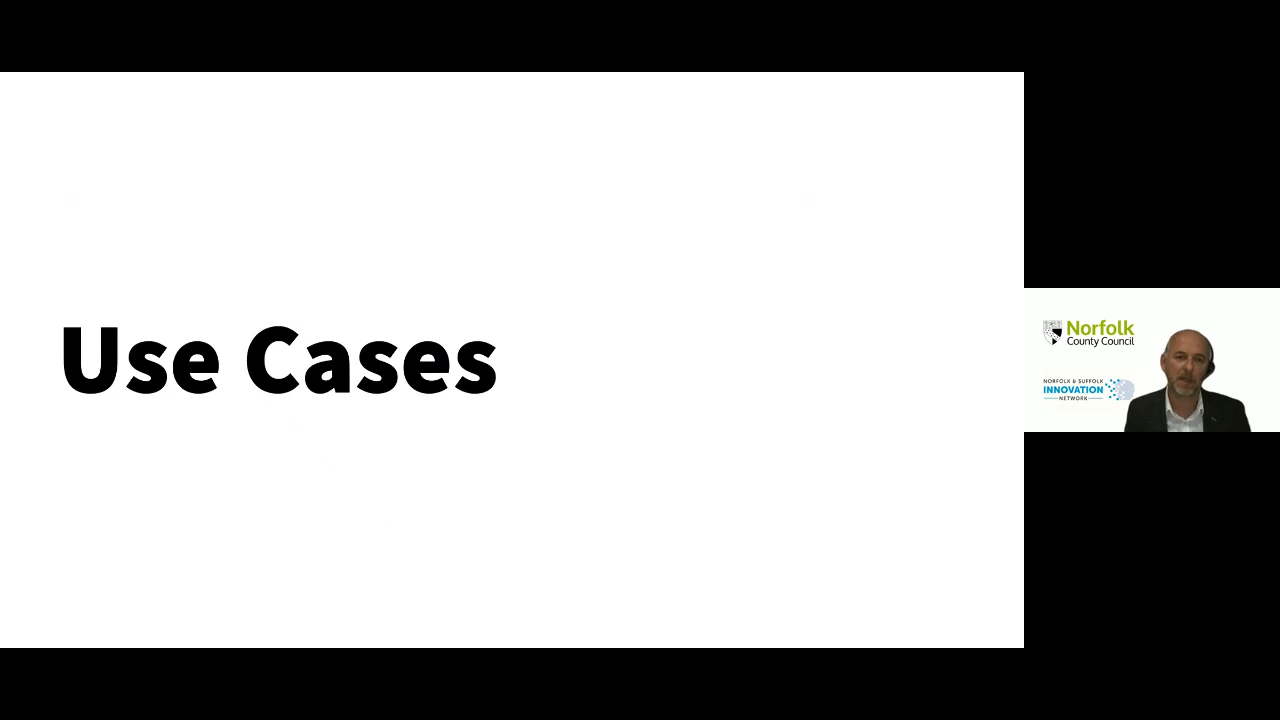 Use Cases
Norfolk
County Council
NORFOLK & SUFFOLK
INNOVATION
NETWORK